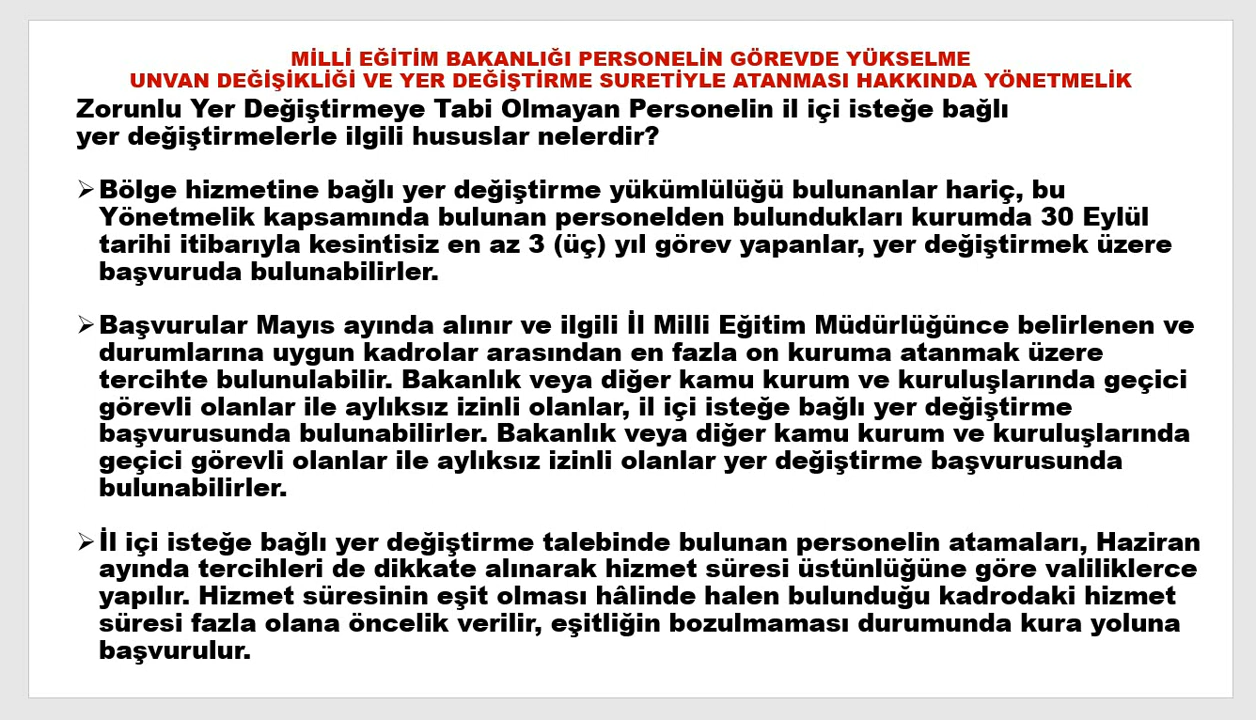 MİLLİ EĞİTİM BAKANLIĞI PERSONELİN GÖREVDE YÜKSELME
UNVAN DEĞİŞİKLİĞİ VE YER DEĞİŞTİRME SURETİYLE ATANMASI HAKKINDA YÖNETMELİK
Zorunlu Yer Değiştirmeye Tabi Olmayan Personelin il içi isteğe bağlı
yer değiştirmelerle ilgili hususlar nelerdir?
➢Bölge hizmetine bağlı yer değiştirme yükümlülüğü bulunanlar hariç, bu
Yönetmelik kapsamında bulunan personelden bulundukları kurumda 30 Eylül
tarihi itibarıyla kesintisiz en az 3 (üç) yıl görev yapanlar, yer değiştirmek üzere
başvuruda bulunabilirler.
➢Başvurular Mayıs ayında alınır ve ilgili İl Milli Eğitim Müdürlüğünce belirlenen ve
durumlarına uygun kadrolar arasından en fazla on kuruma atanmak üzere
tercihte bulunulabilir. Bakanlık veya diğer kamu kurum ve kuruluşlarında geçici
görevli olanlar ile aylıksız izinli olanlar, il içi isteğe bağlı yer değiştirme
başvurusunda bulunabilirler. Bakanlık veya diğer kamu kurum ve kuruluşlarında
geçici görevli olanlar ile aylıksız izinli olanlar yer değiştirme başvurusunda
bulunabilirler.
➢İl içi isteğe bağlı yer değiştirme talebinde bulunan personelin atamaları, Haziran
ayında tercihleri de dikkate alınarak hizmet süresi üstünlüğüne göre valiliklerce
yapılır. Hizmet süresinin eşit olması hâlinde halen bulunduğu kadrodaki hizmet
süresi fazla olana öncelik verilir, eşitliğin bozulmaması durumunda kura yoluna
başvurulur.